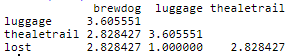 brewdog luggage thealetrail
luggage 3.605551
thealetrail 2.828427 3.605551
lost 2.828427 1.000000 2.828427